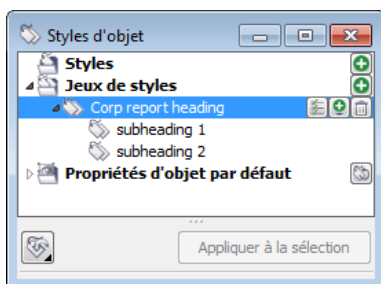 Styles d'objet
Styles
Jeux de styles
Corp report heading
subheading 1
subheading 2
Propriétés d'objet par défaut
Appliquer à la sélection